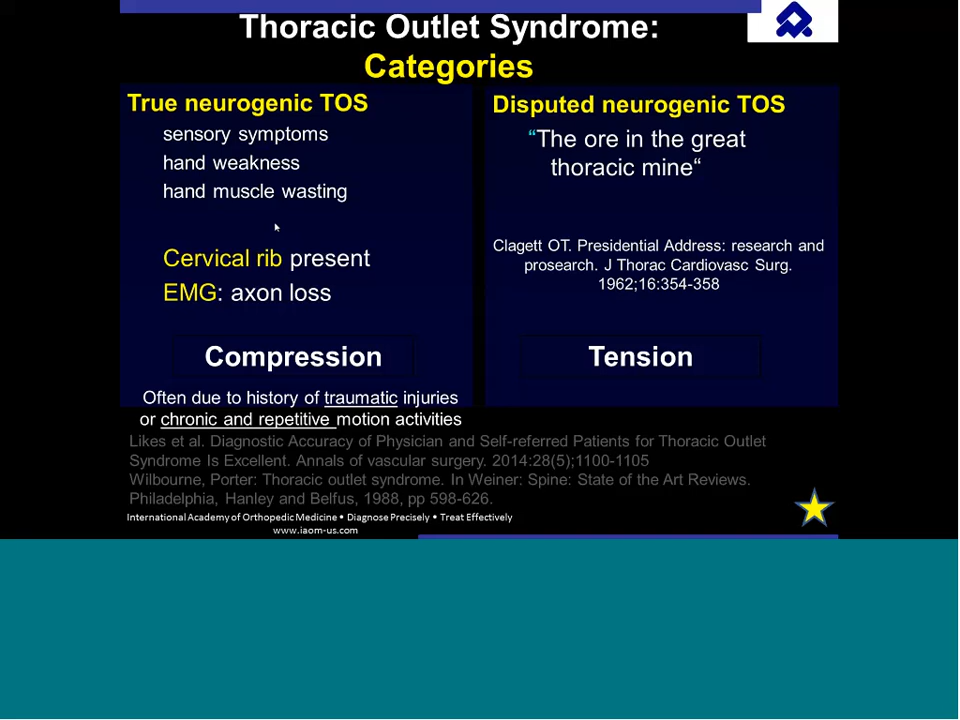 Thoracic Outlet Syndrome:
Categories
True neurogenic TOS
sensory symptoms
hand weakness
hand muscle wasting
Cervical rib present
EMG: axon loss
Compression
Often due to history of traumatic injuries
or chronic and repetitive motion activities
Disputed neurogenic TOS
“The ore in the great
thoracic mine“
Clagett OT. Presidential Address: research and
prosearch. J Thorac Cardiovasc Surg.
1962;16:354-358
Tension
Likes et al. Diagnostic Accuracy of Physician and Self-referred Patients for Thoracic Outlet
Syndrome Is Excellent. Annals of vascular surgery. 2014:28(5);1100-1105
Wilbourne, Porter: Thoracic outlet syndrome. In Weiner: Spine: State of the Art Reviews.
Philadelphia, Hanley and Belfus, 1988, pp 598-626.
International Academy of Orthopedic Medicine • Diagnose Precisely • Treat Effectively
www.iaom-us.com